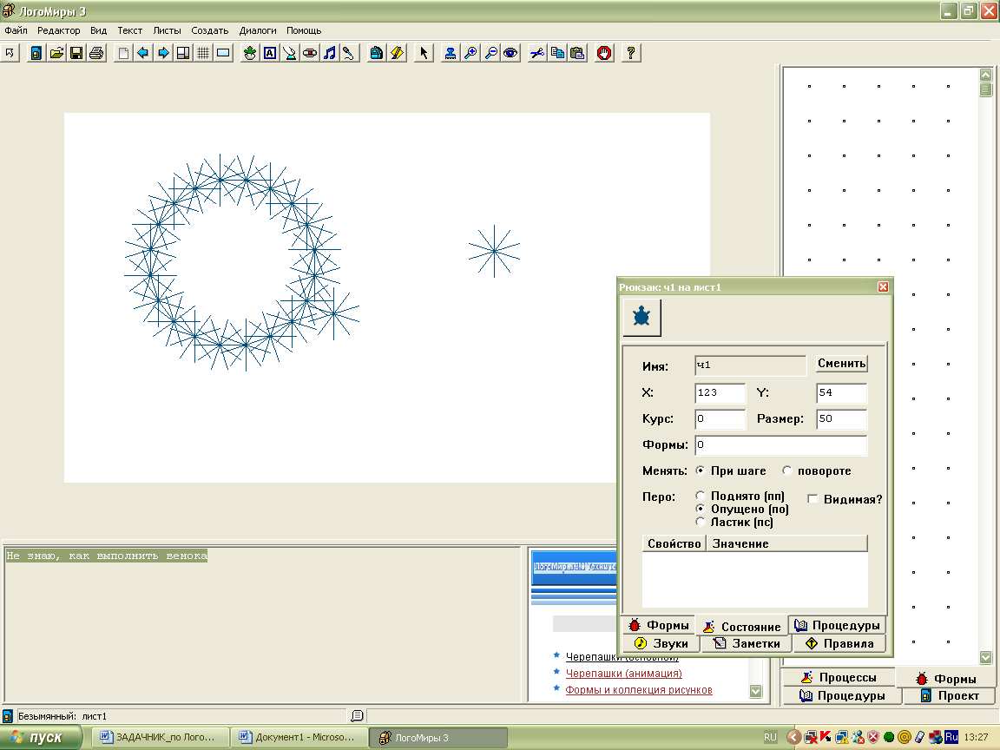 ЛогоМиры 3
Файл Редактор Вид Текст Листы Создать Диалоги Помощь
Рюкзак: ч1 на лист1
Имя: ч1 Сменить
X: 123 Y: 54
Курс: 0 Размер: 50
Формы: 0
Менять: При шаге повороте
Перо: Поднято (пп) Видимая?
Опущено (по)
Ластик (пс)
Свойство Значение
Формы Состояние Процедуры
Звуки Заметки Правила
Не знаю, как выполнить венока
Черепашки (основной)
Черепашки (анимация)
Формы и коллекция рисунков
Процессы Формы
Процедуры Проект
Безымянный: лист1
пуск ЗАДАЧНИК_по Лого... Документ1 - Microso... ЛогоМиры 3 RU Ru 13:27